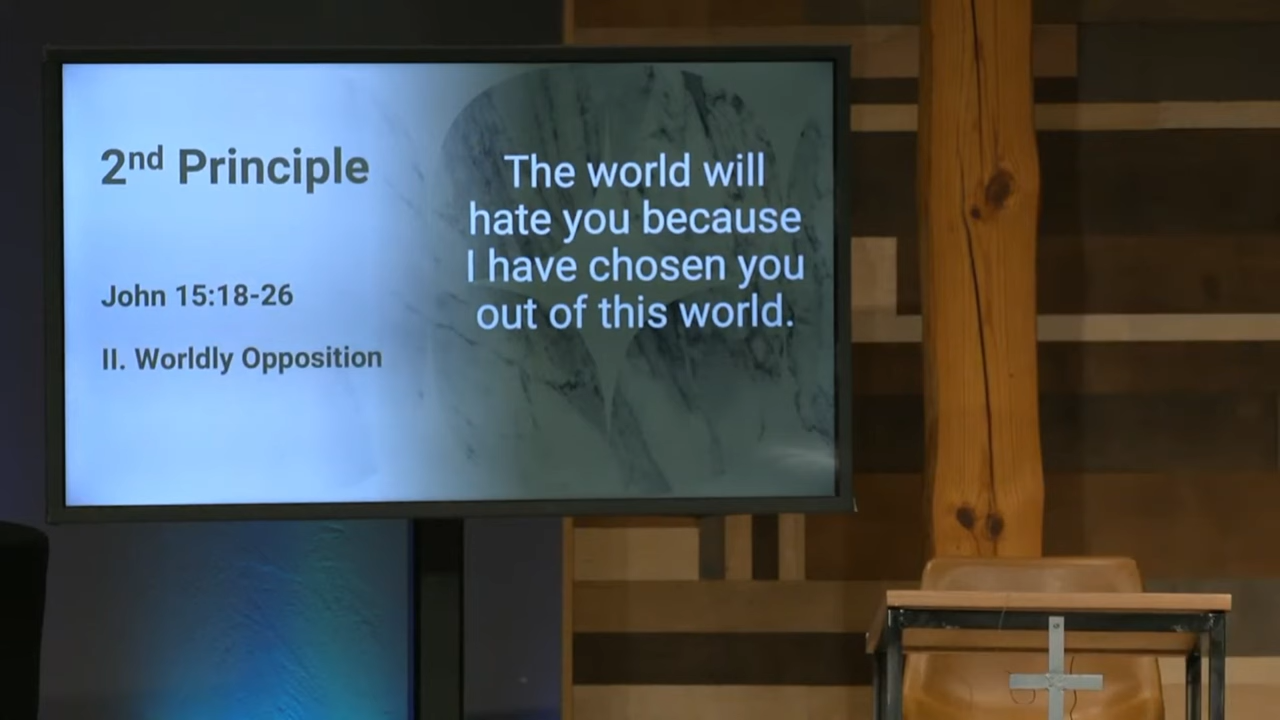 2nd Principle
John 15:18-26
II. Worldly Opposition
The world will
hate you because
I have chosen you
out of this world.